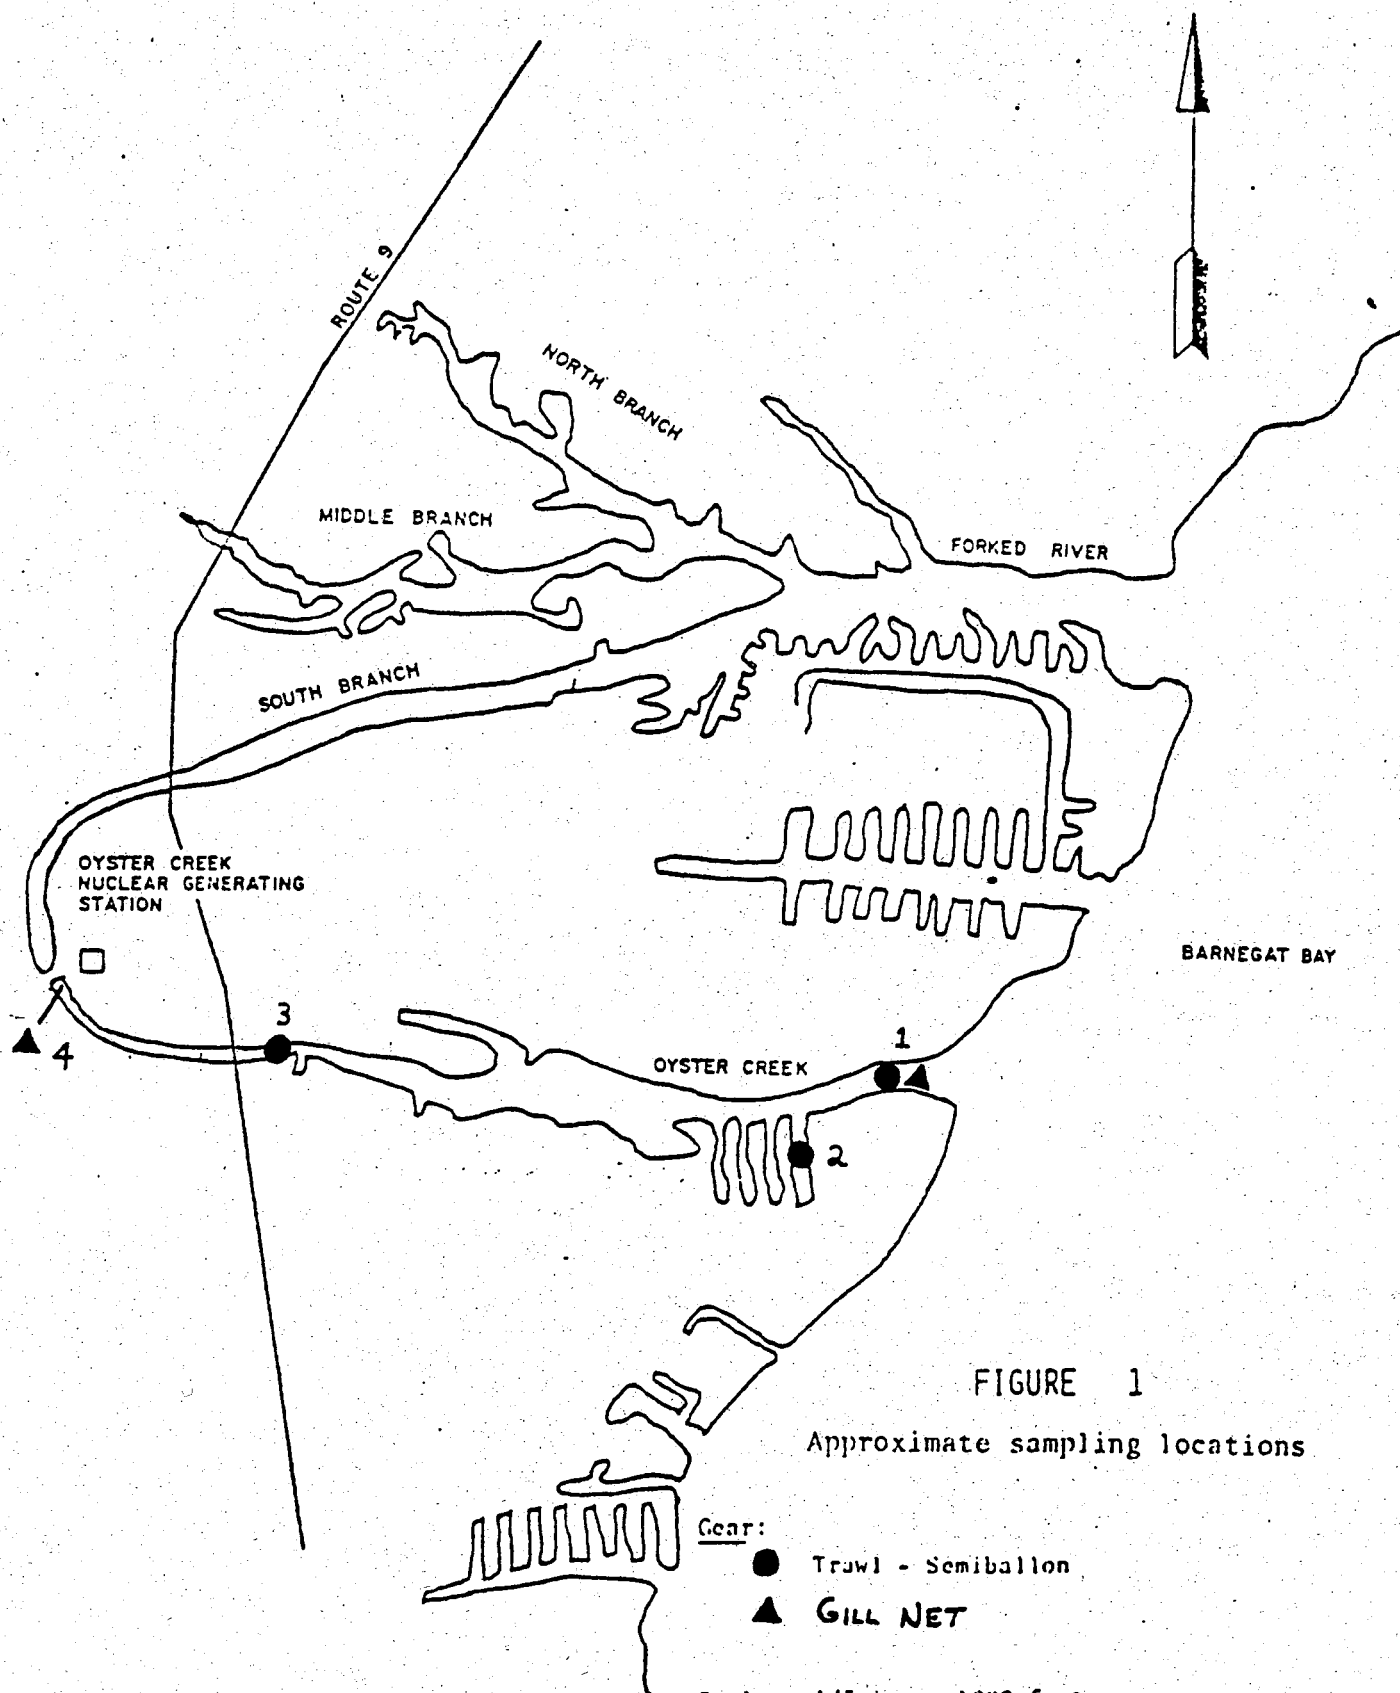 ROUTE 9
NORTH BRANCH
MIDDLE BRANCH
FORKED RIVER
SOUTH BRANCH
OYSTER CREEK
NUCLEAR GENERATING
STATION
BARNEGAT BAY
3
4
1
OYSTER CREEK
2
FIGURE 1
Approximate sampling locations
Gear:
Trawl - Semiballon
GILL NET